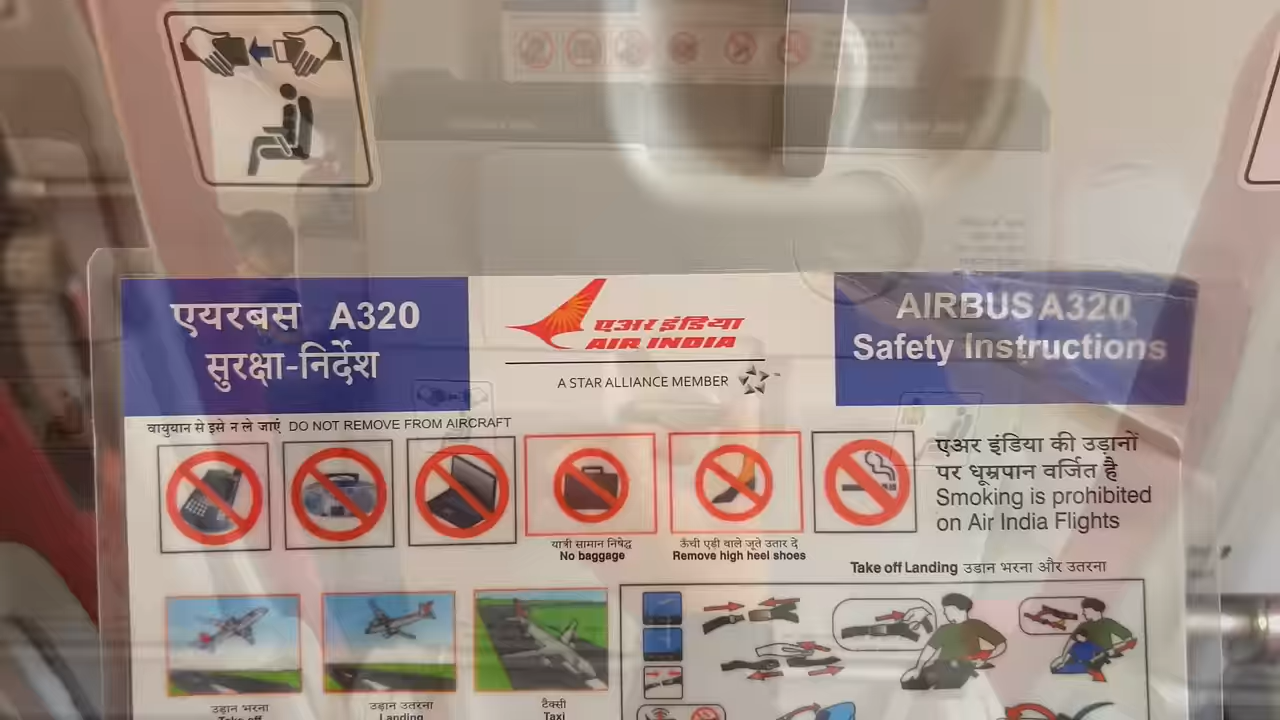 एयरबस A320
सुरक्षा-निर्देश
एअर इंडिया
AIR INDIA
A STAR ALLIANCE MEMBER
AIRBUS A320
Safety Instructions
वायुयान से इसे न ले जाएं DO NOT REMOVE FROM AIRCRAFT
यात्री सामान निषेद्ध
No baggage
ऊँची एड़ी वाले जूते उतार दें
Remove high heel shoes
एअर इंडिया की उड़ानों
पर धूम्रपान वर्जित है
Smoking is prohibited
on Air India Flights
Take off Landing उडान भरना और उतरना
उड़ान भरना
Take off
उड़ान उतरना
Landing
टैक्सी
Taxi